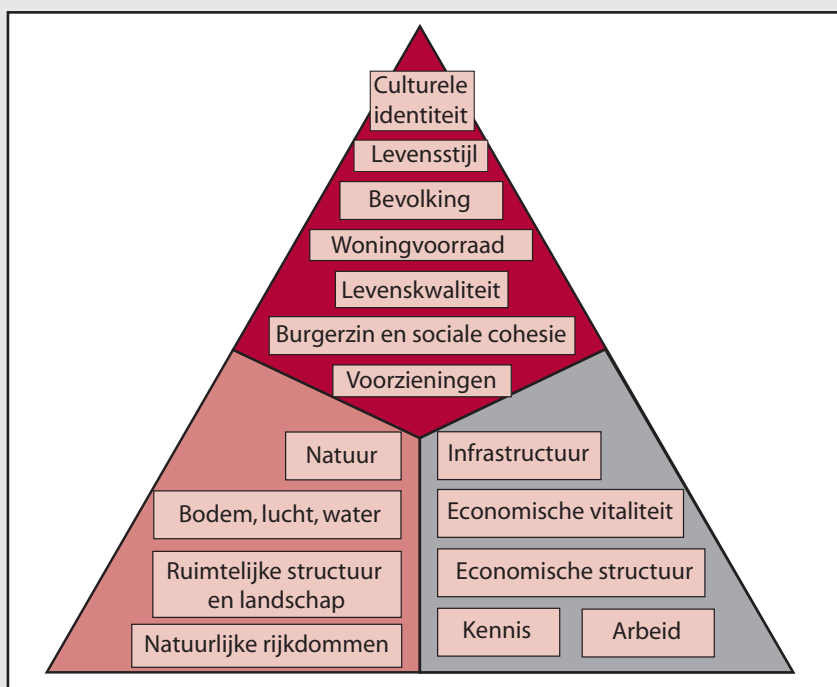 Culturele
identiteit
Levensstijl
Bevolking
Woningvoorraad
Levenskwaliteit
Burgerzin en sociale cohesie
Voorzieningen
Natuur
Bodem, lucht, water
Ruimtelijke structuur
en landschap
Natuurlijke rijkdommen
Infrastructuur
Economische vitaliteit
Economische structuur
Kennis
Arbeid